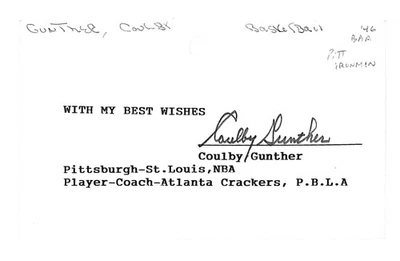 GUNTHER, COULBY BASKETBALL '46
BAA
PITT
IRONMEN
WITH MY BEST WISHES
Coulby Gunther
Coulby/Gunther
Pittsburgh-St.Louis,NBA
Player-Coach-Atlanta Crackers, P.B.L.A